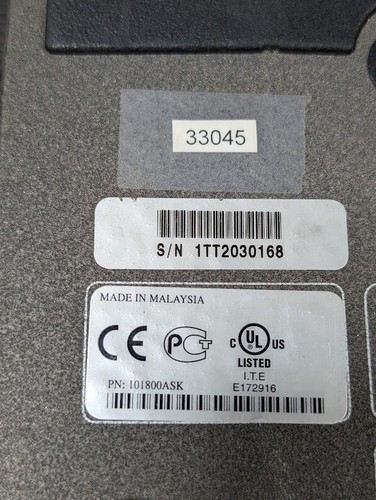 33045
S/N 1TT2030168
MADE IN MALAYSIA
CE PCT c UL US
LISTED
I.T.E
PN: 101800ASK E172916